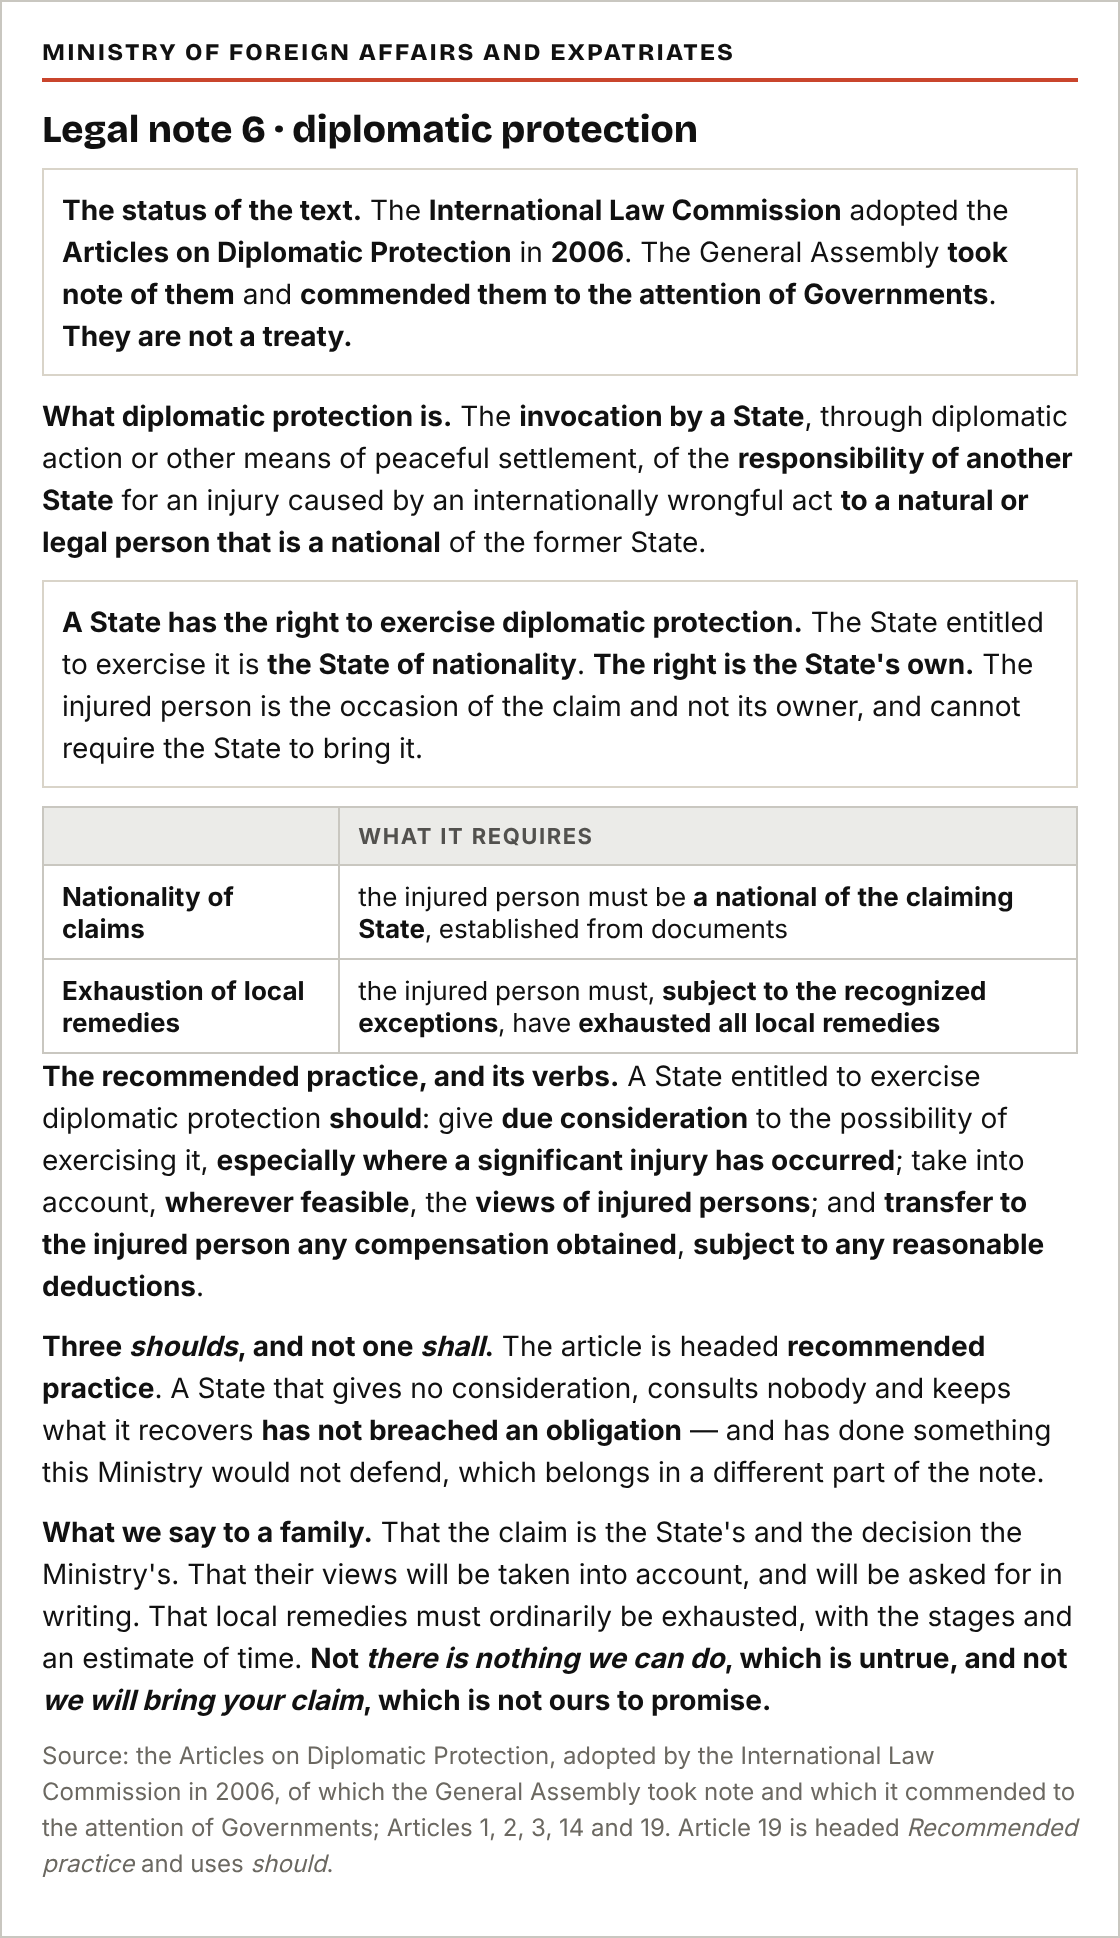 MINISTRY OF FOREIGN AFFAIRS AND EXPATRIATES
Legal note 6 · diplomatic protection
The status of the text. The International Law Commission adopted the
Articles on Diplomatic Protection in 2006. The General Assembly took
note of them and commended them to the attention of Governments.
They are not a treaty.
What diplomatic protection is. The invocation by a State, through diplomatic
action or other means of peaceful settlement, of the responsibility of another
State for an injury caused by an internationally wrongful act to a natural or
legal person that is a national of the former State.
A State has the right to exercise diplomatic protection. The State entitled
to exercise it is the State of nationality. The right is the State's own. The
injured person is the occasion of the claim and not its owner, and cannot
require the State to bring it.
WHAT IT REQUIRES
Nationality of
claims
the injured person must be a national of the claiming
State, established from documents
Exhaustion of local
remedies
the injured person must, subject to the recognized
exceptions, have exhausted all local remedies
The recommended practice, and its verbs. A State entitled to exercise
diplomatic protection should: give due consideration to the possibility of
exercising it, especially where a significant injury has occurred; take into
account, wherever feasible, the views of injured persons; and transfer to
the injured person any compensation obtained, subject to any reasonable
deductions.
Three shoulds, and not one shall. The article is headed recommended
practice. A State that gives no consideration, consults nobody and keeps
what it recovers has not breached an obligation — and has done something
this Ministry would not defend, which belongs in a different part of the note.
What we say to a family. That the claim is the State's and the decision the
Ministry's. That their views will be taken into account, and will be asked for in
writing. That local remedies must ordinarily be exhausted, with the stages and
an estimate of time. Not there is nothing we can do, which is untrue, and not
we will bring your claim, which is not ours to promise.
Source: the Articles on Diplomatic Protection, adopted by the International Law
Commission in 2006, of which the General Assembly took note and which it commended to
the attention of Governments; Articles 1, 2, 3, 14 and 19. Article 19 is headed Recommended
practice and uses should.